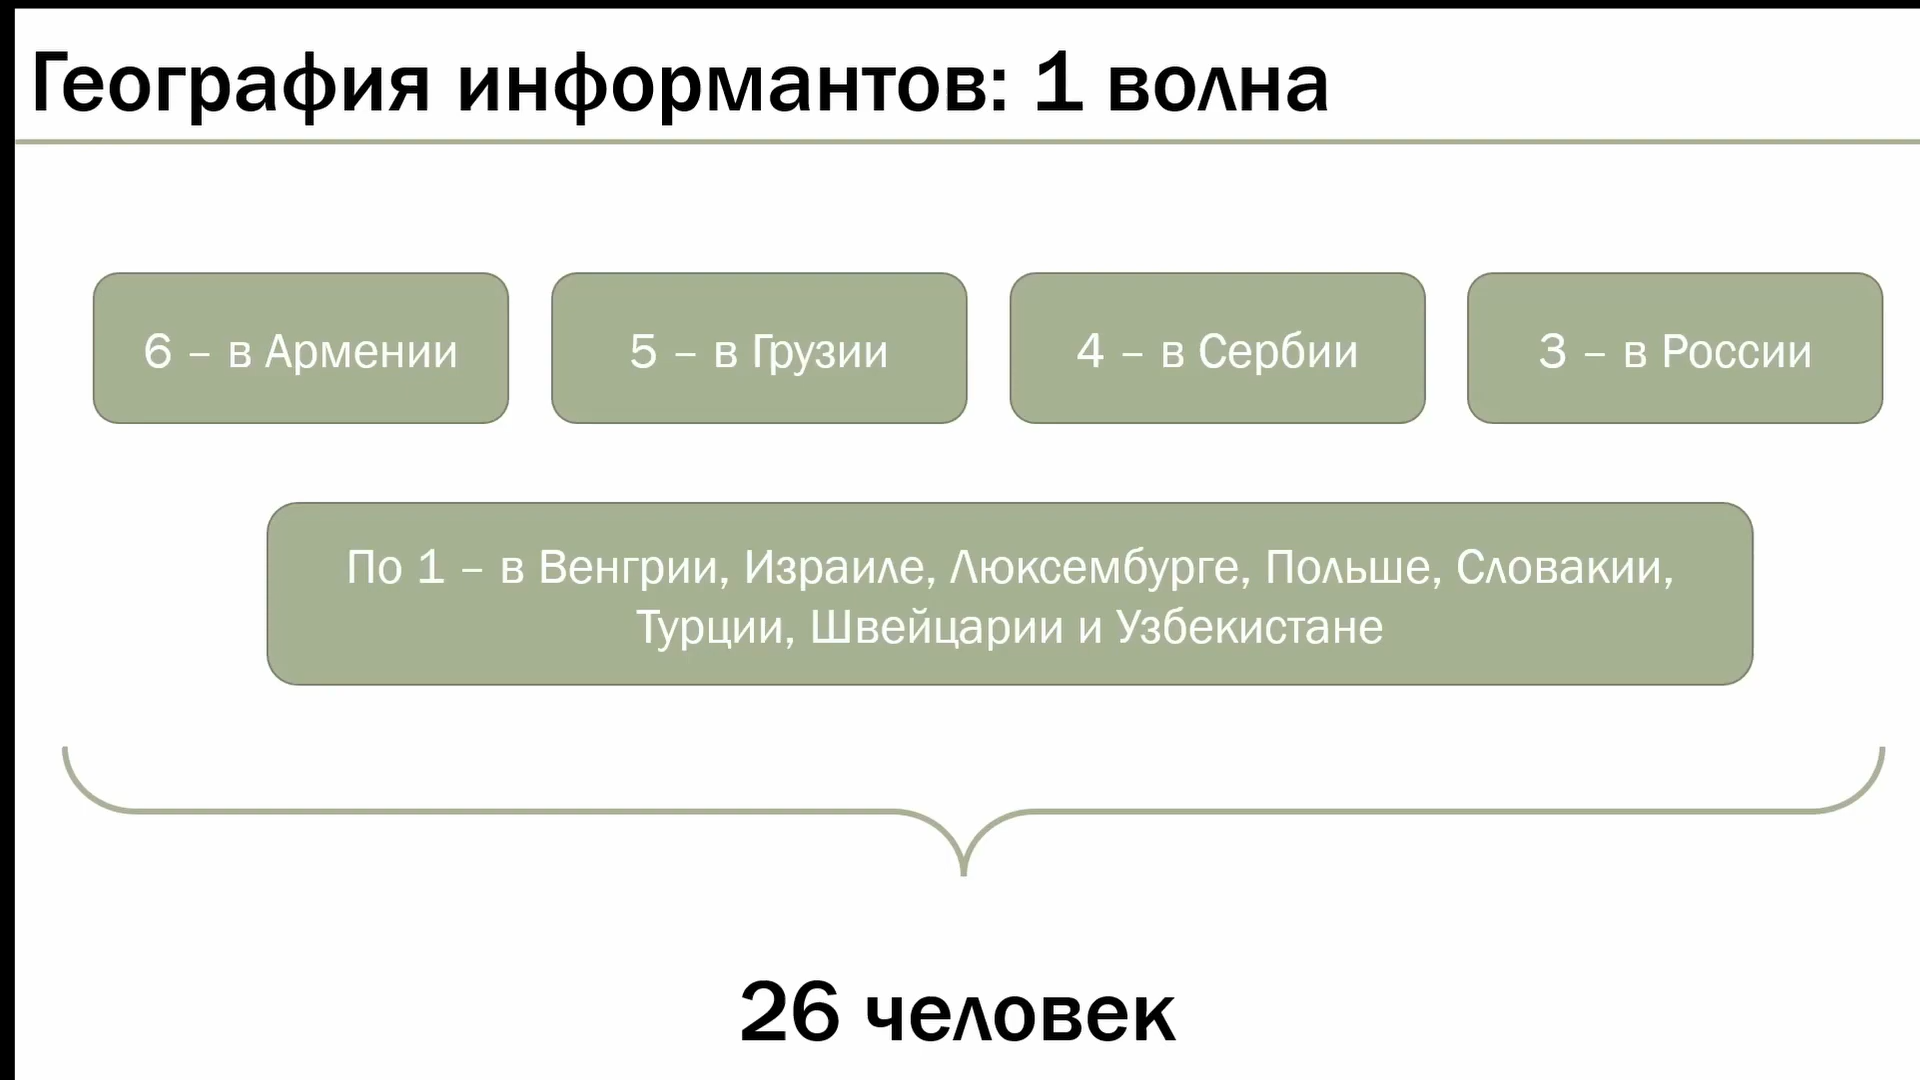 География информантов: 1 волна
6 – в Армении
5 – в Грузии
4 – в Сербии
3 – в России
По 1 – в Венгрии, Израиле, Люксембурге, Польше, Словакии,
Турции, Швейцарии и Узбекистане
26 человек